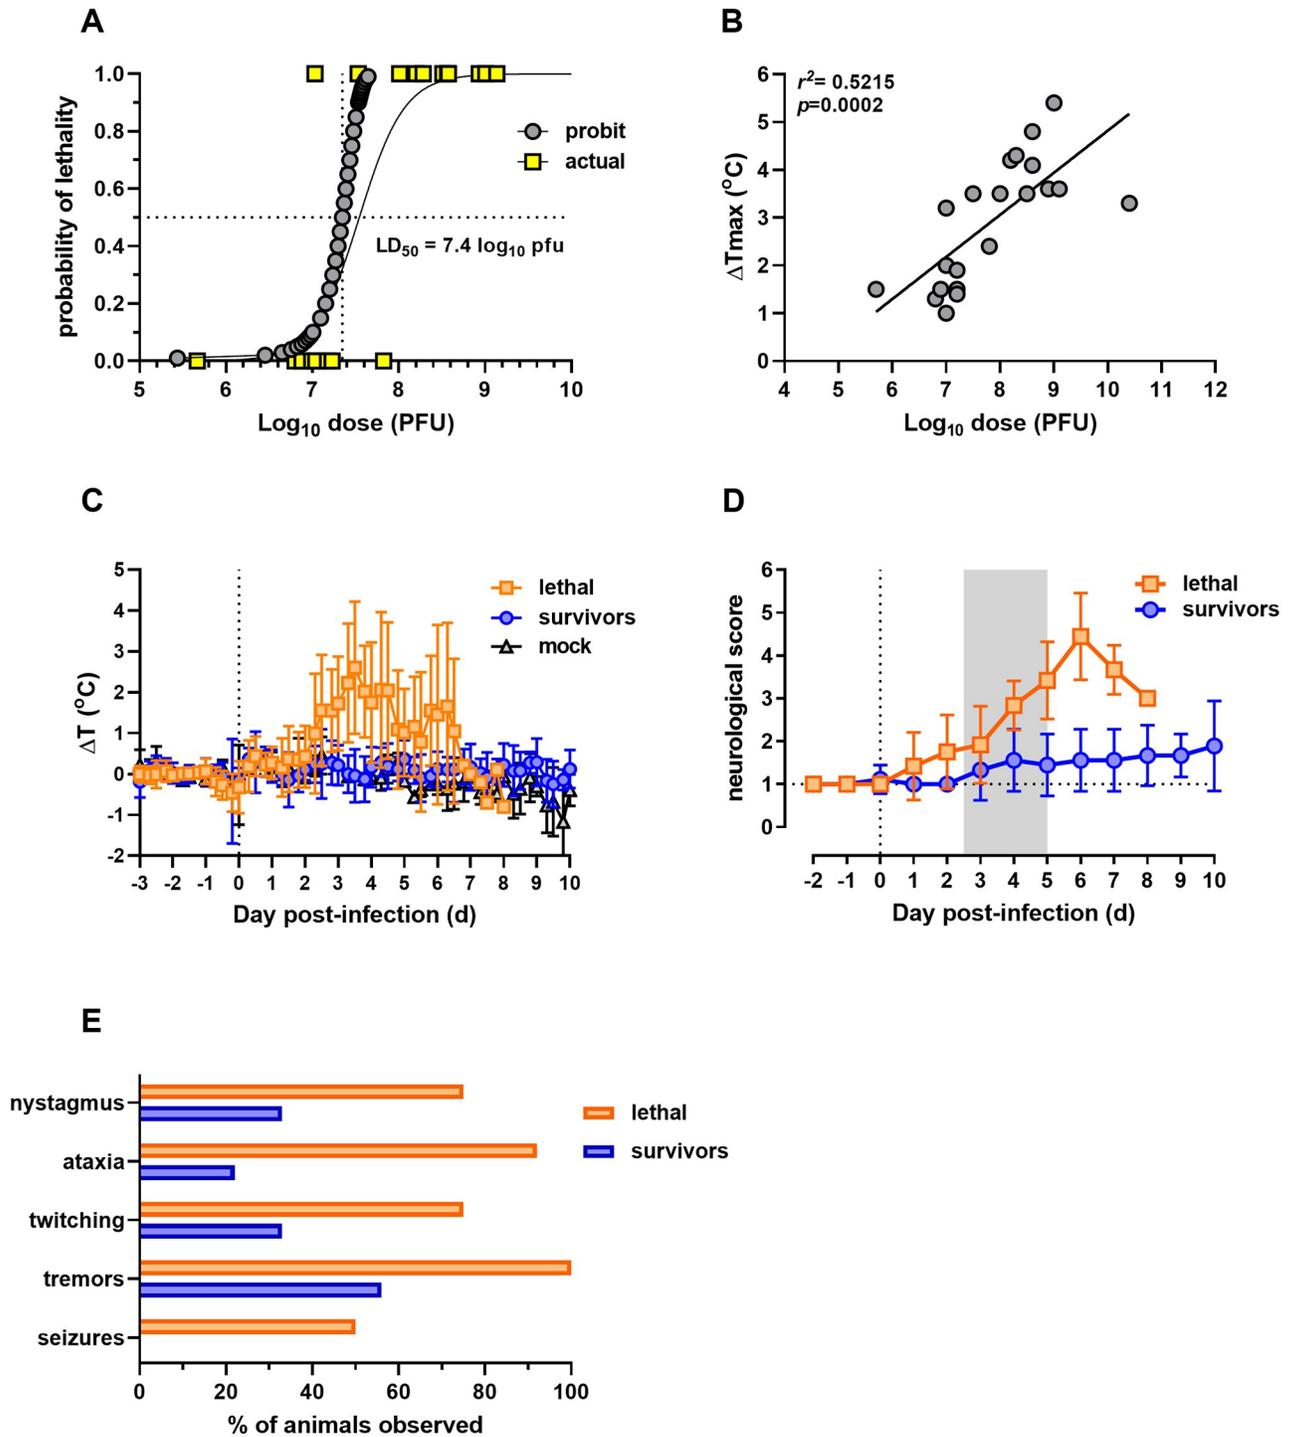 A
probability of lethality
1.0
0.8
0.6
0.4
0.2
0.0
probit
actual
LD50 = 7.4 log10 pfu
5 6 7 8 9 10
Log10 dose (PFU)
B
r2= 0.5215
p=0.0002
ΔTmax (oC)
6
5
4
3
2
1
0
4 5 6 7 8 9 10 11 12
Log10 dose (PFU)
C
ΔT (oC)
5
4
3
2
1
0
-1
-2
lethal
survivors
mock
-3 -2 -1 0 1 2 3 4 5 6 7 8 9 10
Day post-infection (d)
D
neurological score
6
5
4
3
2
1
0
lethal
survivors
-2 -1 0 1 2 3 4 5 6 7 8 9 10
Day post-infection (d)
E
nystagmus
ataxia
twitching
tremors
seizures
lethal
survivors
0 20 40 60 80 100
% of animals observed